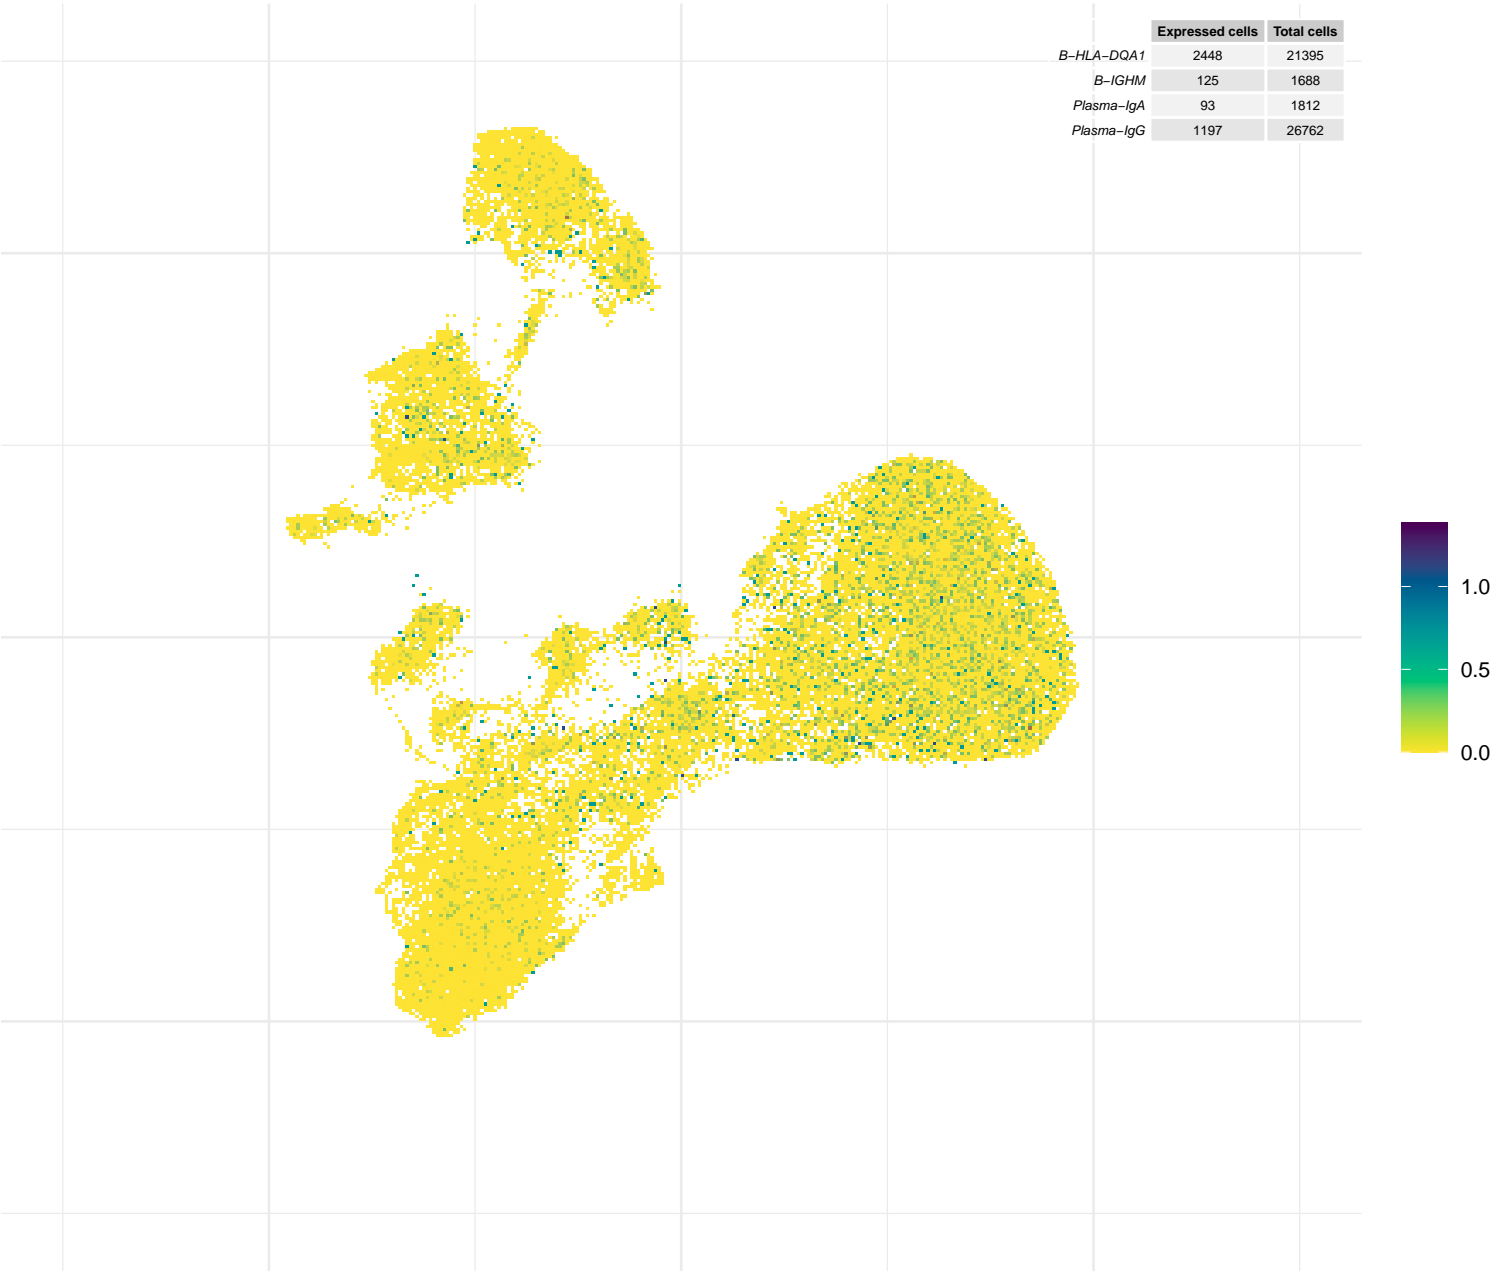 Expressed cells Total cells
B−HLA−DQA1 2448 21395
B−IGHM 125 1688
Plasma−IgA 93 1812
Plasma−IgG 1197 26762
1.0
0.5
0.0